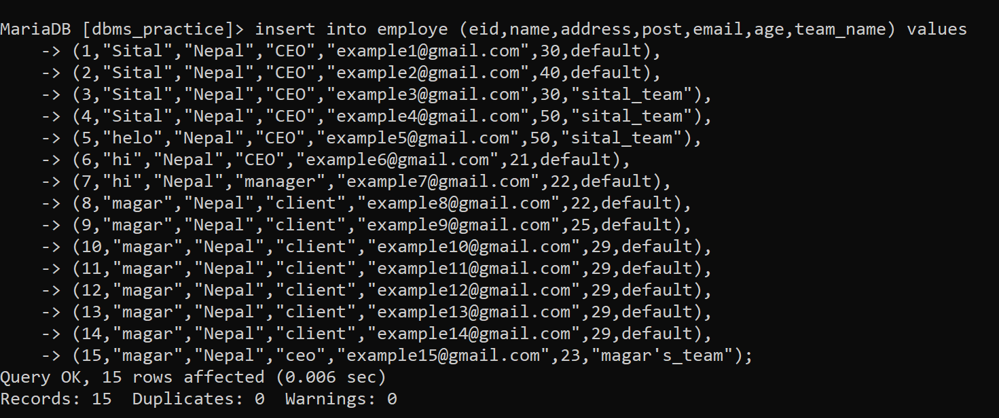 MariaDB [dbms_practice]> insert into employe (eid,name,address,post,email,age,team_name) values
    -> (1,"Sital","Nepal","CEO","example1@gmail.com",30,default),
    -> (2,"Sital","Nepal","CEO","example2@gmail.com",40,default),
    -> (3,"Sital","Nepal","CEO","example3@gmail.com",30,"sital_team"),
    -> (4,"Sital","Nepal","CEO","example4@gmail.com",50,"sital_team"),
    -> (5,"helo","Nepal","CEO","example5@gmail.com",50,"sital_team"),
    -> (6,"hi","Nepal","CEO","example6@gmail.com",21,default),
    -> (7,"hi","Nepal","manager","example7@gmail.com",22,default),
    -> (8,"magar","Nepal","client","example8@gmail.com",22,default),
    -> (9,"magar","Nepal","client","example9@gmail.com",25,default),
    -> (10,"magar","Nepal","client","example10@gmail.com",29,default),
    -> (11,"magar","Nepal","client","example11@gmail.com",29,default),
    -> (12,"magar","Nepal","client","example12@gmail.com",29,default),
    -> (13,"magar","Nepal","client","example13@gmail.com",29,default),
    -> (14,"magar","Nepal","client","example14@gmail.com",29,default),
    -> (15,"magar","Nepal","ceo","example15@gmail.com",23,"magar's_team");
Query OK, 15 rows affected (0.006 sec)
Records: 15  Duplicates: 0  Warnings: 0